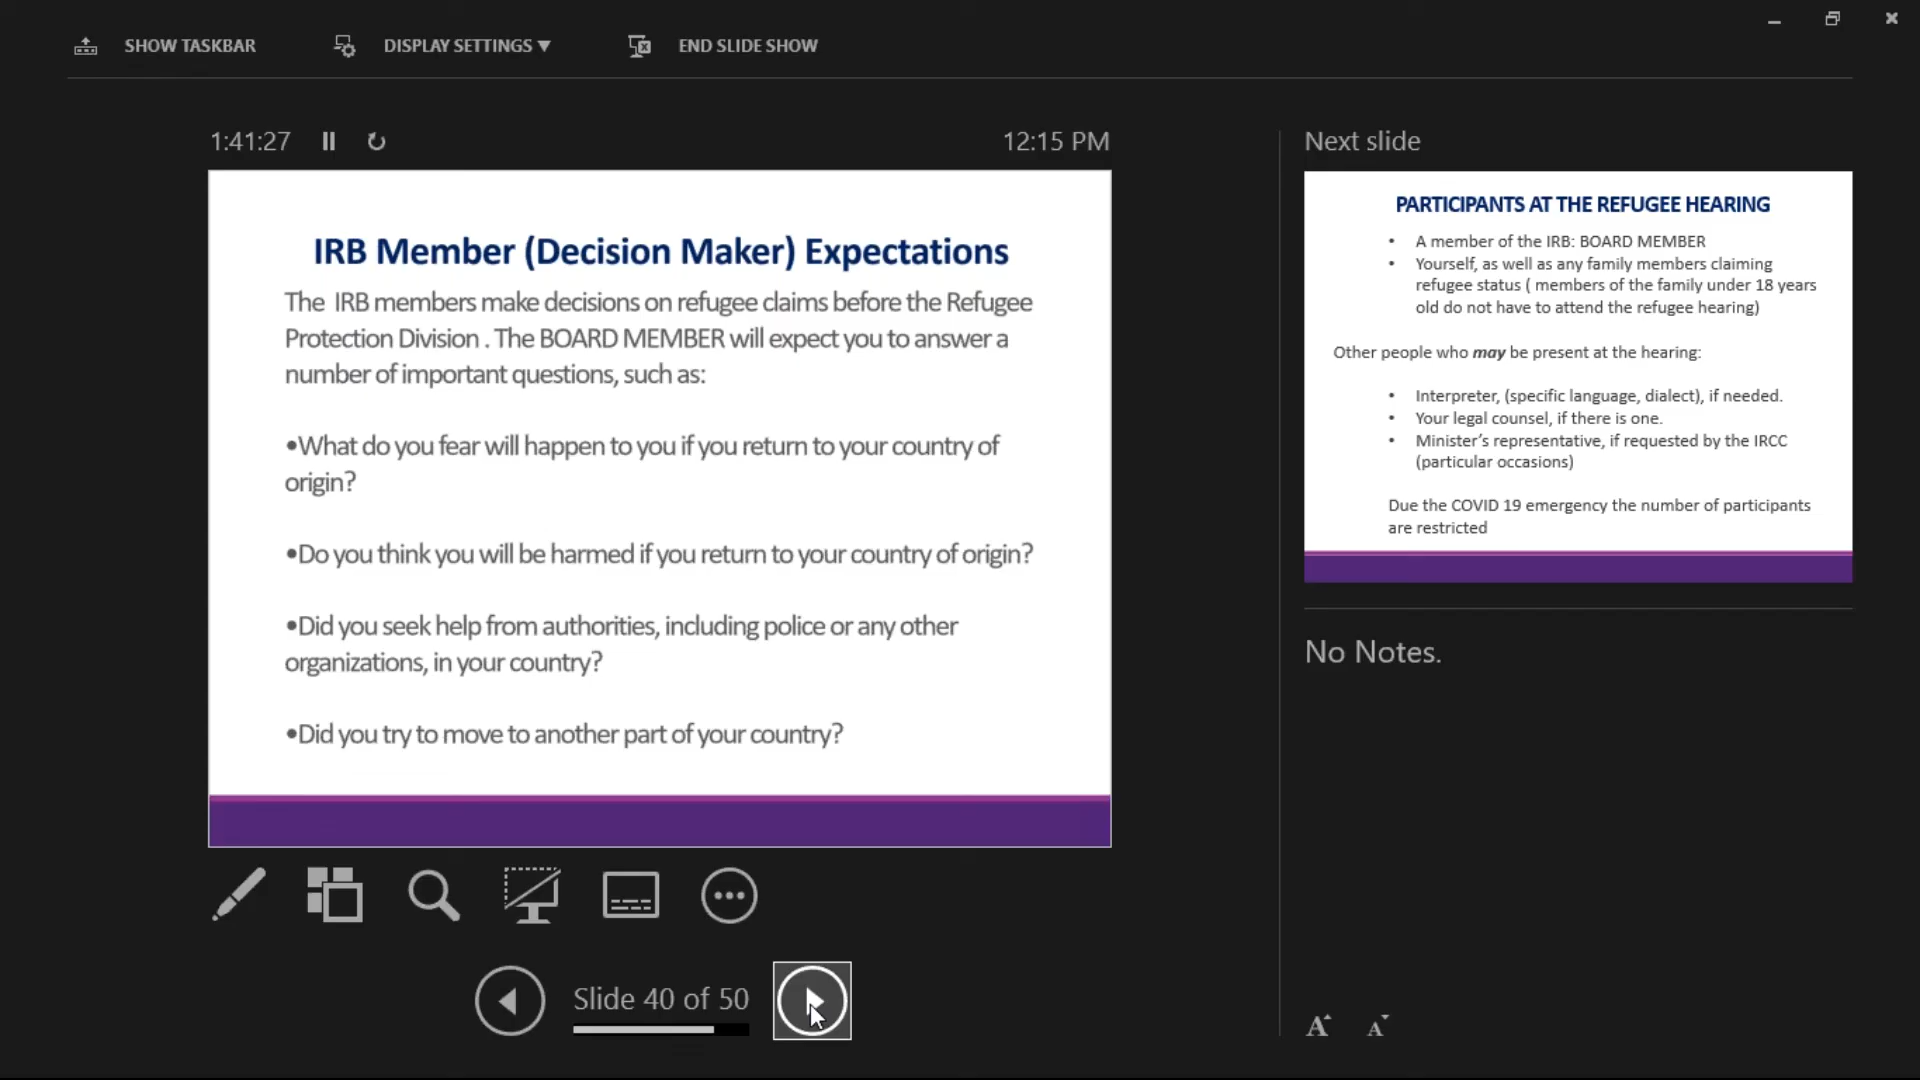 SHOW TASKBAR
DISPLAY SETTINGS ▼
END SLIDE SHOW
1:41:27
12:15 PM
IRB Member (Decision Maker) Expectations
The IRB members make decisions on refugee claims before the Refugee
Protection Division . The BOARD MEMBER will expect you to answer a
number of important questions, such as:
•What do you fear will happen to you if you return to your country of
origin?
•Do you think you will be harmed if you return to your country of origin?
•Did you seek help from authorities, including police or any other
organizations, in your country?
•Did you try to move to another part of your country?
Slide 40 of 50
Next slide
PARTICIPANTS AT THE REFUGEE HEARING
• A member of the IRB: BOARD MEMBER
• Yourself, as well as any family members claiming
refugee status ( members of the family under 18 years
old do not have to attend the refugee hearing)
Other people who may be present at the hearing:
• Interpreter, (specific language, dialect), if needed.
• Your legal counsel, if there is one.
• Minister's representative, if requested by the IRCC
(particular occasions)
Due the COVID 19 emergency the number of participants
are restricted
No Notes.
A A